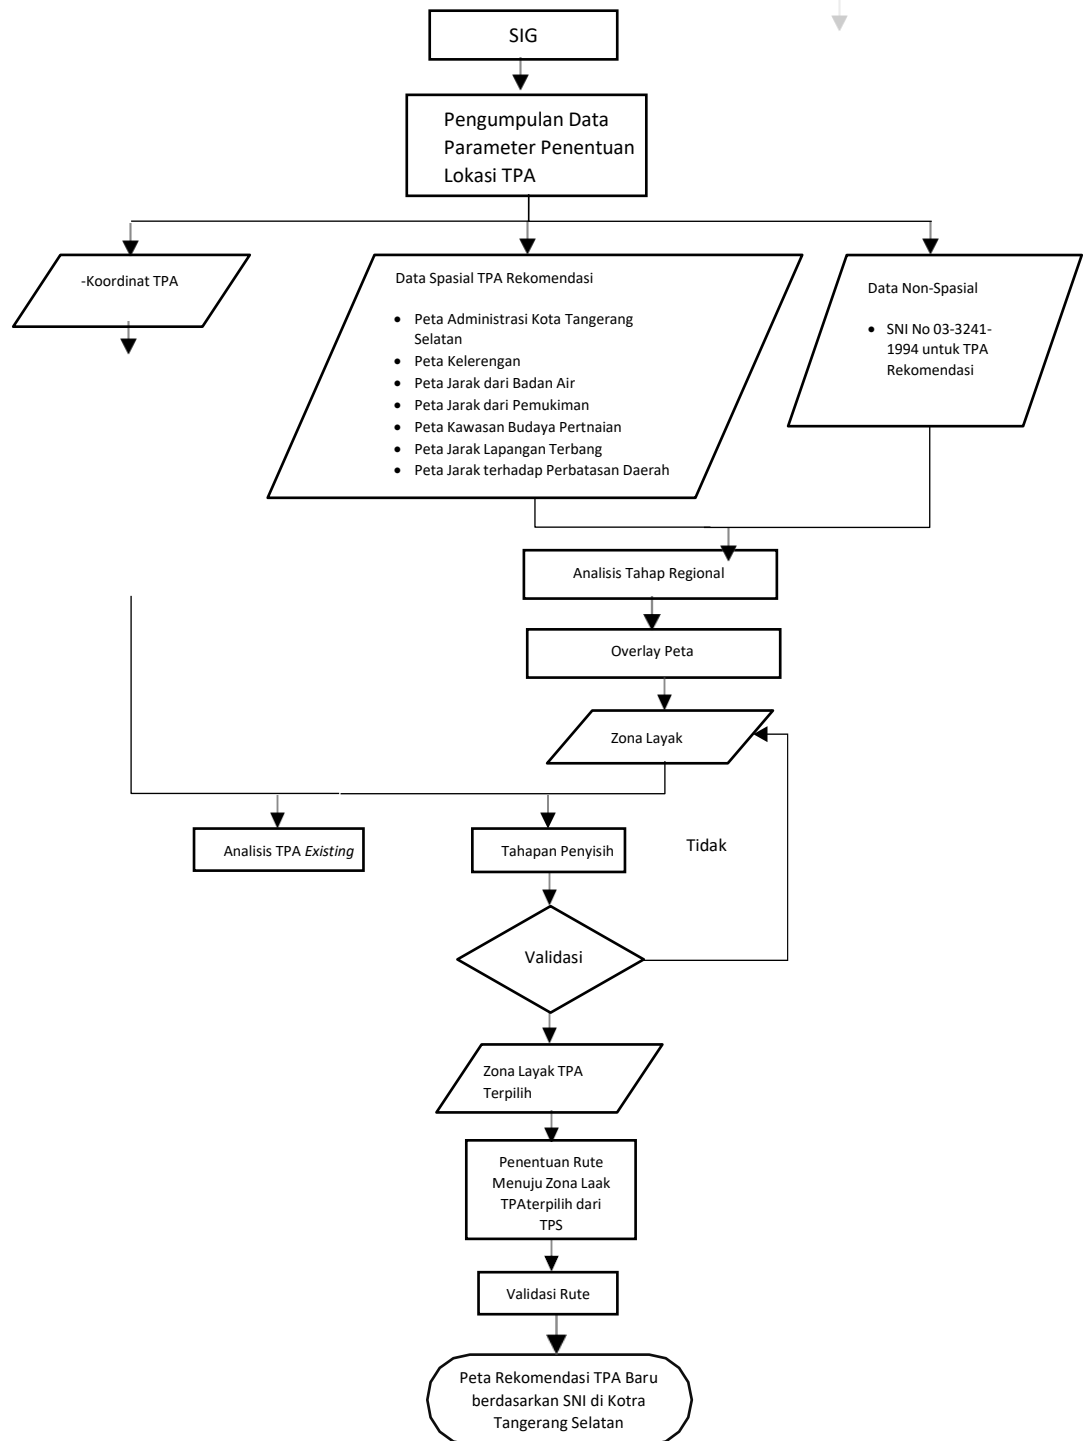 SIG
Pengumpulan Data
Parameter Penentuan
Lokasi TPA
-Koordinat TPA
Data Spasial TPA Rekomendasi
• Peta Administrasi Kota Tangerang
Selatan
• Peta Kelerengan
• Peta Jarak dari Badan Air
• Peta Jarak dari Pemukiman
• Peta Kawasan Budaya Pertnaian
• Peta Jarak Lapangan Terbang
• Peta Jarak terhadap Perbatasan Daerah
Data Non-Spasial
• SNI No 03-3241-
1994 untuk TPA
Rekomendasi
Analisis Tahap Regional
Overlay Peta
Zona Layak
Analisis TPA Existing
Tahapan Penyisih
Tidak
Validasi
Zona Layak TPA
Terpilih
Penentuan Rute
Menuju Zona Laak
TPAterpilih dari
TPS
Validasi Rute
Peta Rekomendasi TPA Baru
berdasarkan SNI di Kotra
Tangerang Selatan